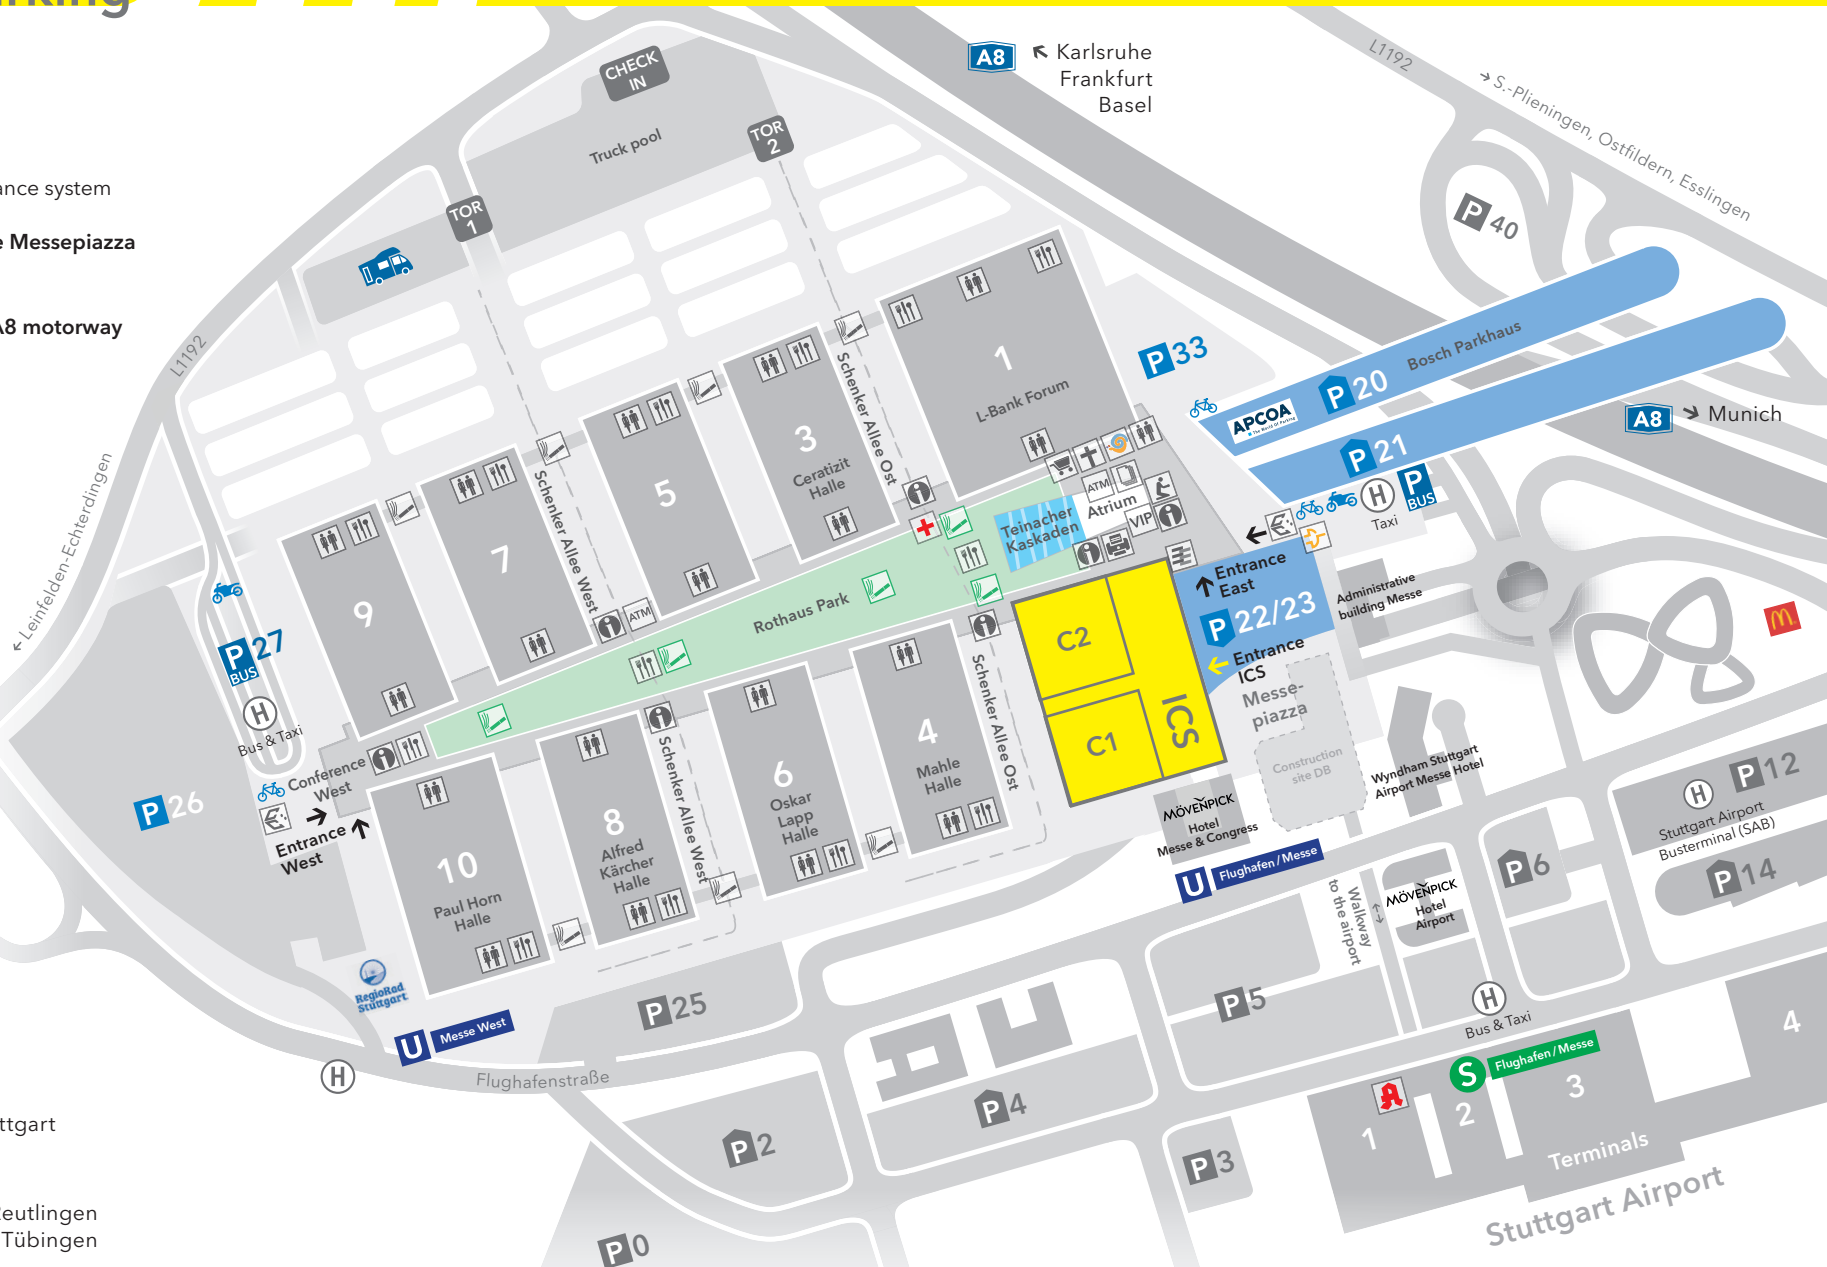 CHECK
IN
A8
Karlsruhe
Frankfurt
Basel
L1192
S.-Plieningen, Ostfildern, Esslingen
TOR
2
Truck pool
ance system
TOR
1
P 40
e Messepiazza
A8 motorway
L1192
P 33
Bosch Parkhaus
P 20
APCOA
A8
Munich
P 21
1
L-Bank Forum
Schenker Allee Ost
3
Ceratizit
Halle
5
Schenker Allee West
7
9
Leinfelden-Echterdingen
ATM
Atrium
VIP
Teinacher
Kaskaden
H
Taxi
P
BUS
Entrance
East
P 22/23
Entrance
ICS
Administrative
building Messe
Messe-
piazza
Construction
site DB
Rothaus Park
ATM
P 27
BUS
H
Bus & Taxi
Conference
West
Entrance
West
P 26
C2
C1
ICS
4
Mahle
Halle
Schenker Allee Ost
6
Oskar
Lapp
Halle
Schenker Allee West
8
Alfred
Kärcher
Halle
10
Paul Horn
Halle
MÖVENPICK
Hotel
Messe & Congress
Wyndham Stuttgart
Airport Messe Hotel
U Flughafen / Messe
Walkway
to the airport
MÖVENPICK
Hotel
Airport
P 6
P 12
H
Stuttgart Airport
Busterminal (SAB)
P 14
RegioRad
Stuttgart
U Messe West
H
Flughafenstraße
P 25
P 5
H
Bus & Taxi
S Flughafen / Messe
P 4
P 2
P 3
P 0
1
2
3
4
Terminals
Stuttgart Airport
ttgart
Reutlingen
Tübingen